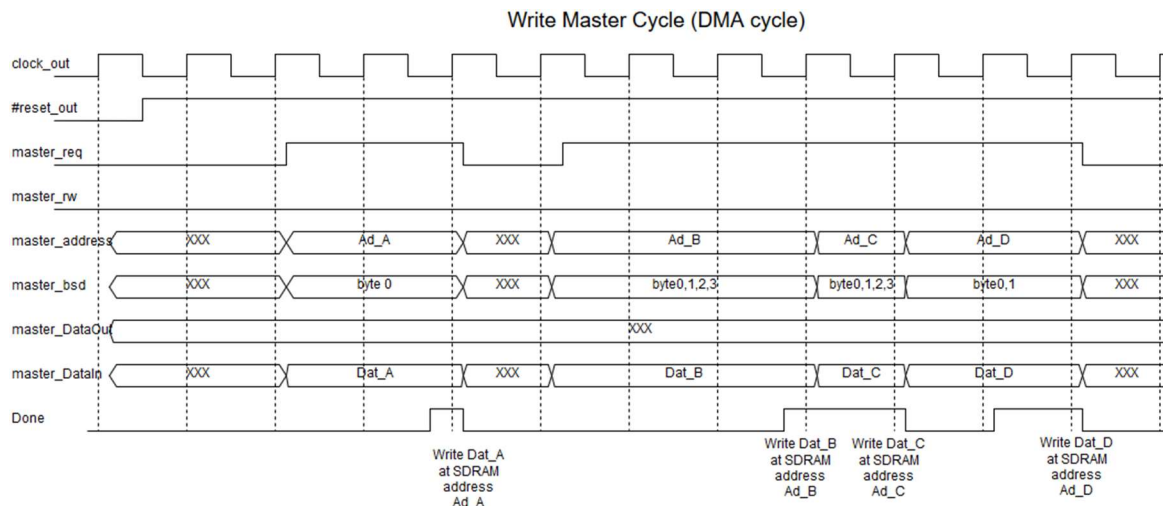 Write Master Cycle (DMA cycle)
clock_out
#reset_out
master_req
master_rw
master_address XXX Ad_A XXX Ad_B Ad_C Ad_D XXX
master_bsd XXX byte 0 XXX byte0,1,2,3 byte0,1,2,3 byte0,1 XXX
master_DataOut XXX
master_DataIn XXX Dat_A XXX Dat_B Dat_C Dat_D XXX
Done
Write Dat_A
at SDRAM
address
Ad_A
Write Dat_B
at SDRAM
address
Ad_B
Write Dat_C
at SDRAM
address
Ad_C
Write Dat_D
at SDRAM
address
Ad_D